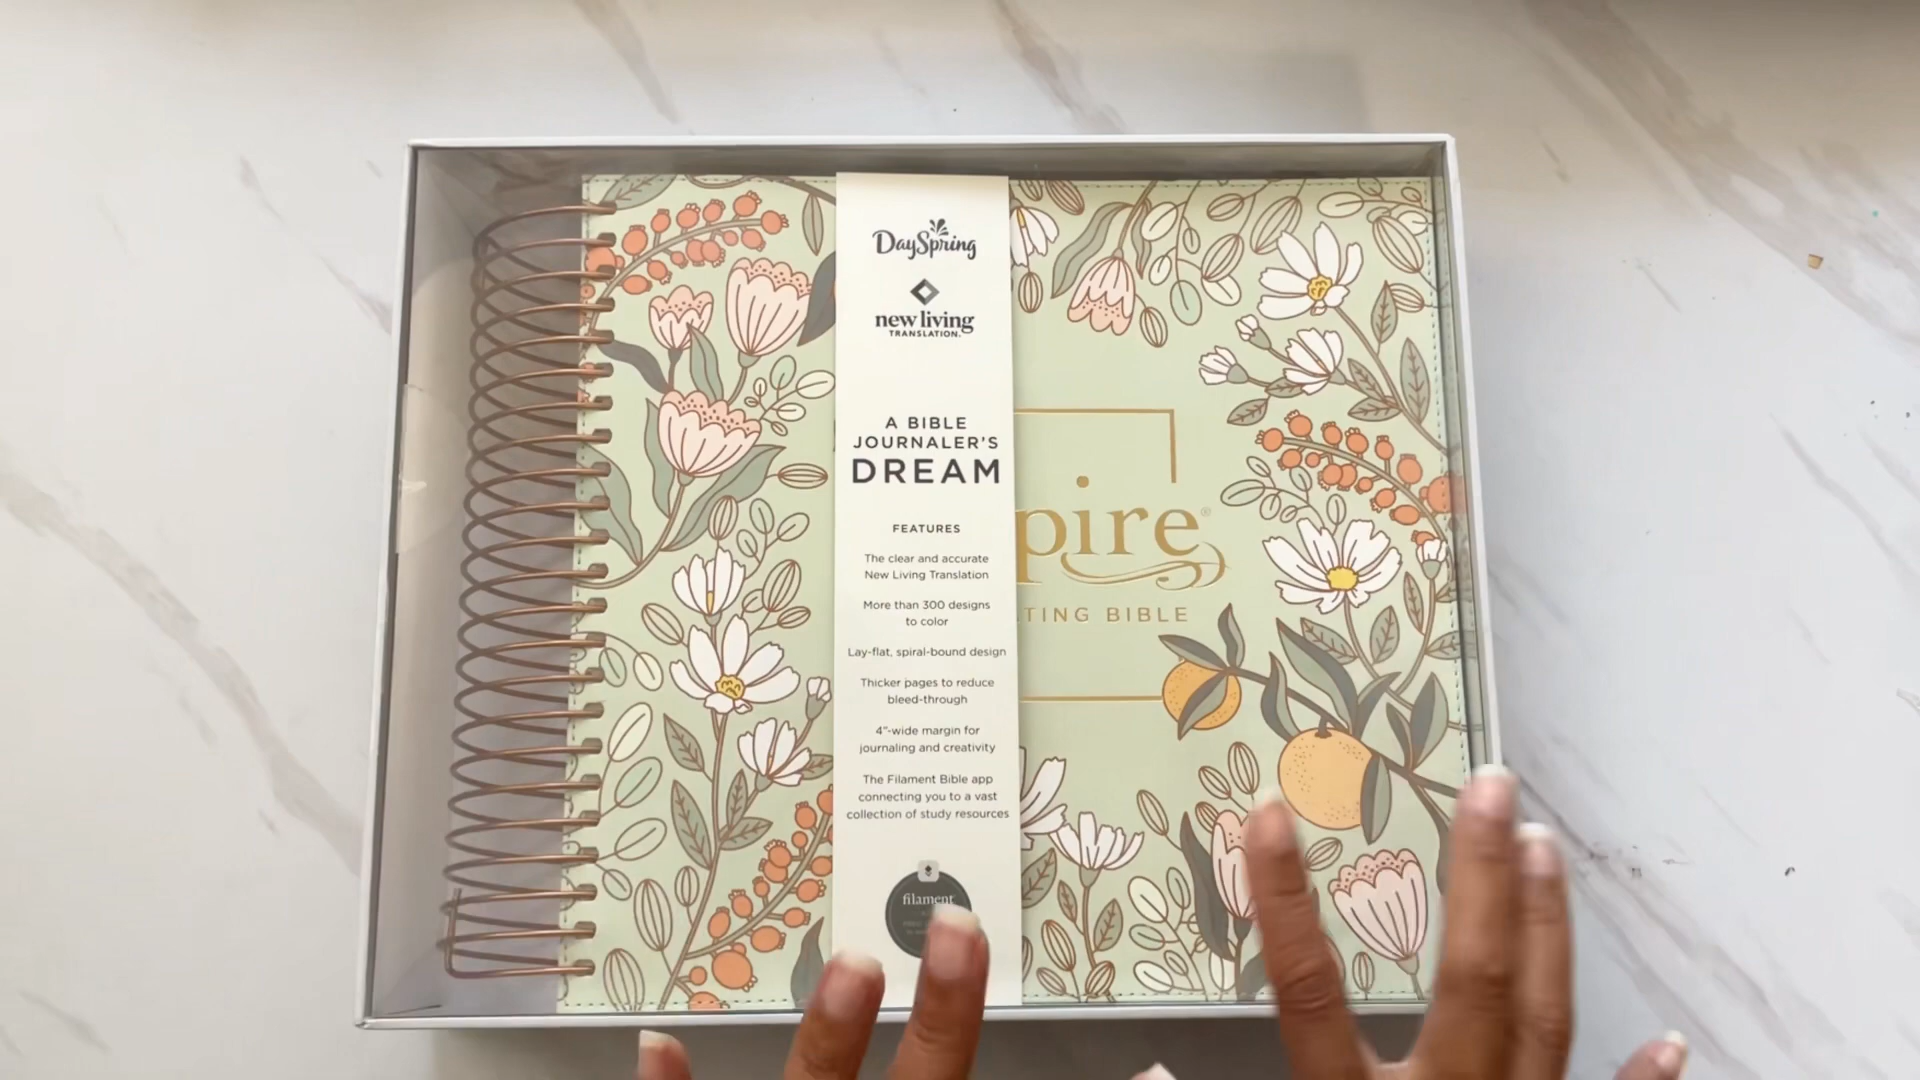 DaySpring
new living
TRANSLATION.
A BIBLE
JOURNALER'S
DREAM
FEATURES
The clear and accurate
New Living Translation
More than 300 designs
to color
Lay-flat, spiral-bound design
Thicker pages to reduce
bleed-through
4"-wide margin for
journaling and creativity
The Filament Bible app
connecting you to a vast
collection of study resources
filament
pire®
TING BIBLE